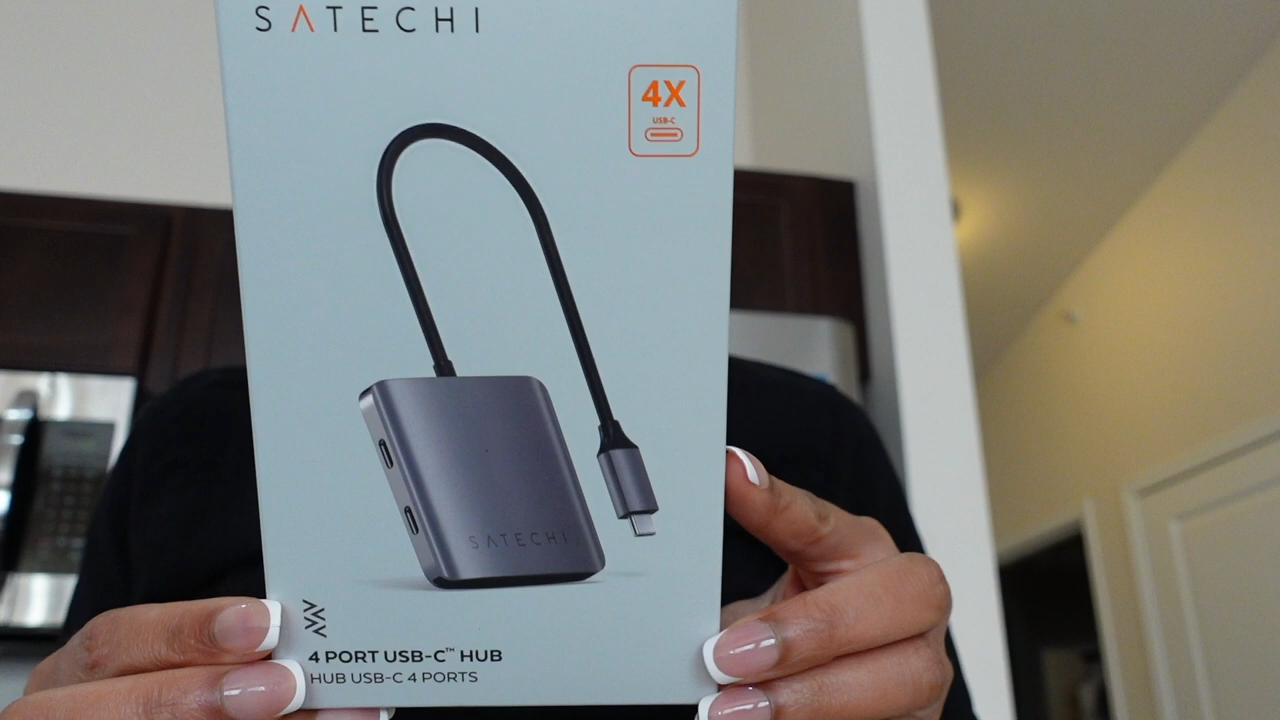 SATECHI
4X
USB-C
SATECHI
4 PORT USB-C™ HUB
HUB USB-C 4 PORTS